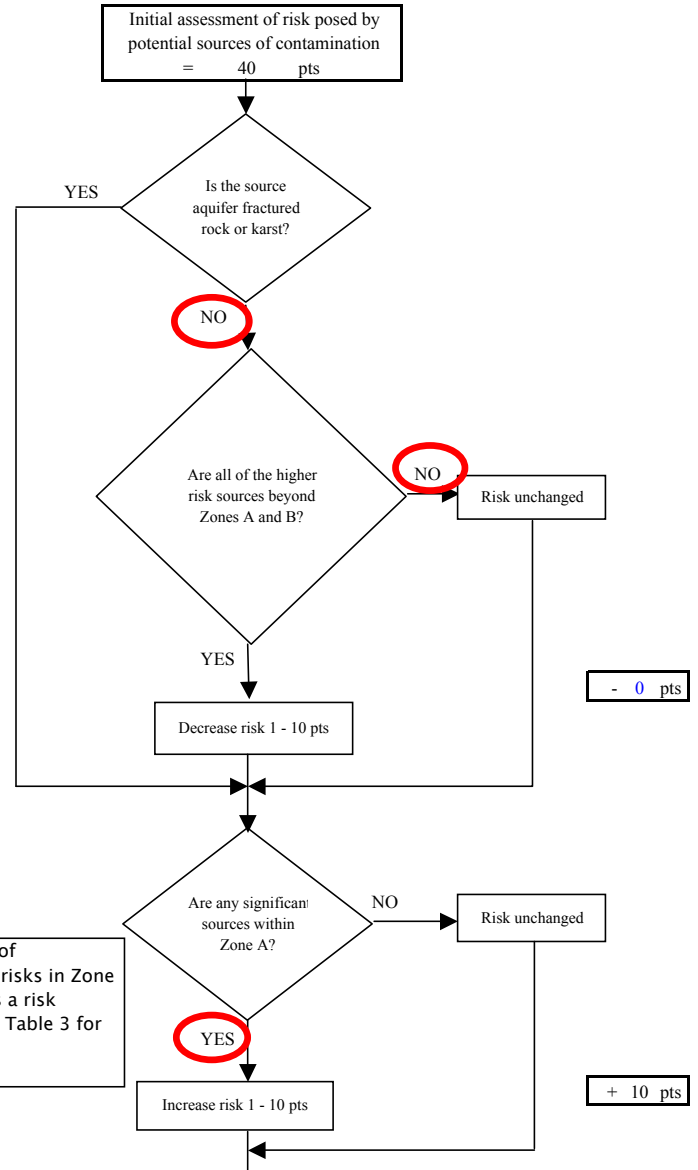 Initial assessment of risk posed by
potential sources of contamination
= 40 pts
YES
Is the source
aquifer fractured
rock or karst?
NO
Are all of the higher
risk sources beyond
Zones A and B?
NO
Risk unchanged
YES
- 0 pts
Decrease risk 1 - 10 pts
Are any significant
sources within
Zone A?
NO
Risk unchanged
of
risks in Zone
s a risk
Table 3 for
YES
Increase risk 1 - 10 pts
+ 10 pts